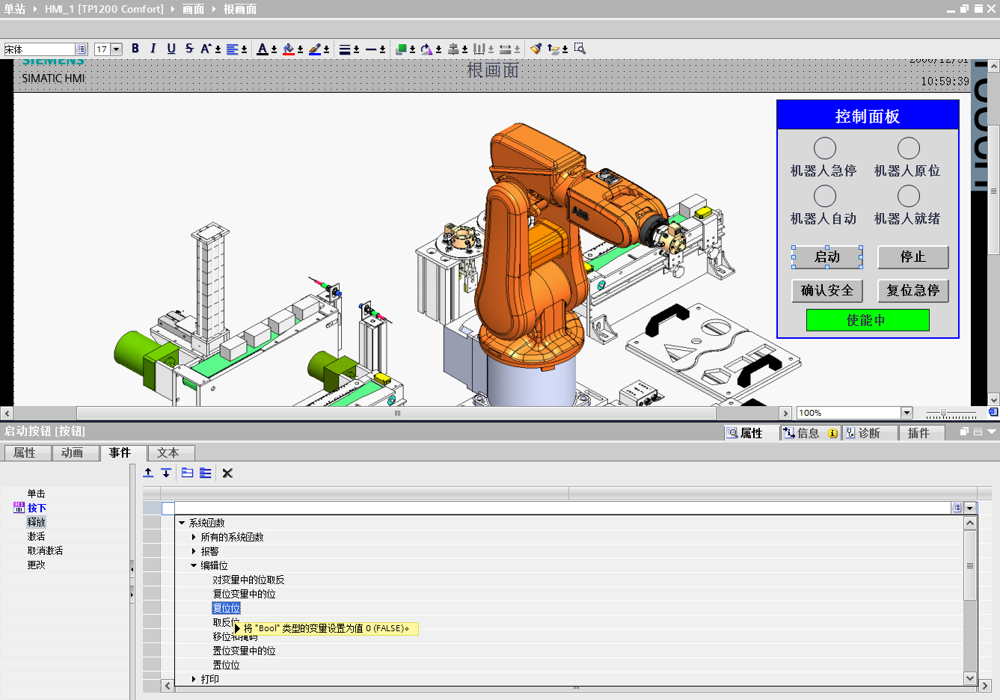 单站 HMI_1 [TP1200 Comfort] 画面 根画面
宋体 17 B I U S A A
SIEMENS
SIMATIC HMI
根画面
2000/12/31
10:59:39
控制面板
机器人急停 机器人原位
机器人自动 机器人就绪
启动 停止
确认安全 复位急停
使能中
ABB
100%
启动按钮 [按钮]
属性 信息 诊断 插件
属性 动画 事件 文本
单击
按下
释放
激活
取消激活
更改
系统函数
所有的系统函数
报警
编辑位
对变量中的位取反
复位变量中的位
复位位
取反位
将 "Bool" 类型的变量设置为值 0 (FALSE)。
移位和掩码
置位变量中的位
置位位
打印